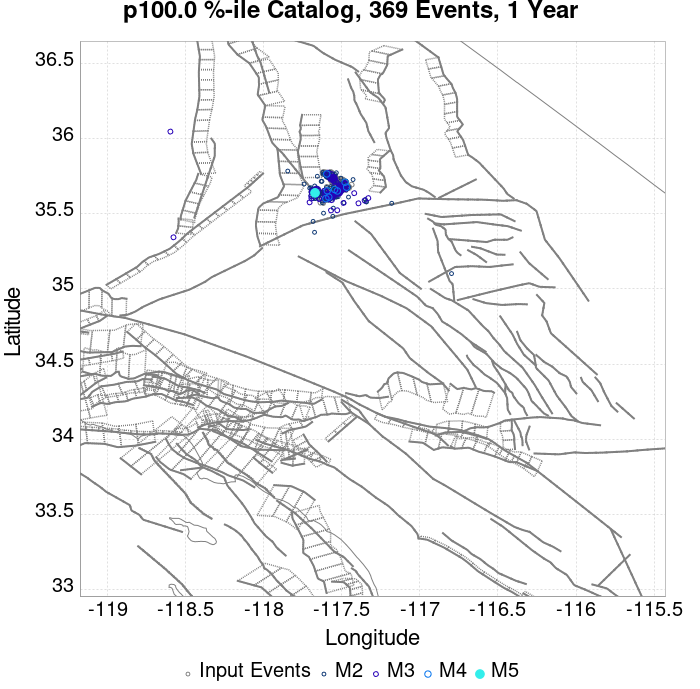 p100.0 %-ile Catalog, 369 Events, 1 Year
36.5
36
35.5
35
34.5
34
33.5
33
Latitude
-119 -118.5 -118 -117.5 -117 -116.5 -116 -115.5
Longitude
Input Events M2 M3 M4 M5